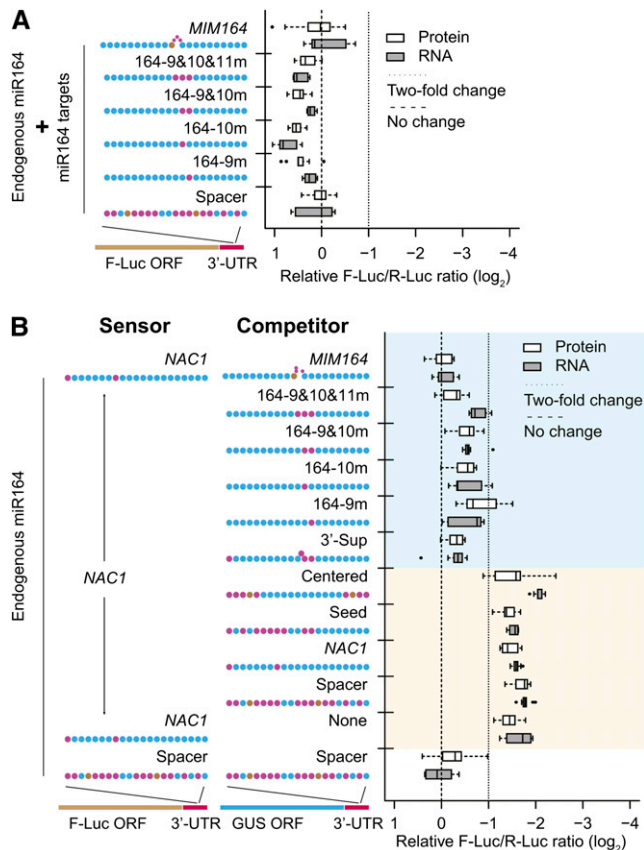 A
Endogenous miR164
+
miR164 targets
MIM164
164-9&10&11m
164-9&10m
164-10m
164-9m
Spacer
F-Luc ORF
3'-UTR
Protein
RNA
Two-fold change
No change
1 0 −1 −2 −3 −4
Relative F-Luc/R-Luc ratio (log2)
B
Sensor
Competitor
Endogenous miR164
NAC1
NAC1
NAC1
Spacer
F-Luc ORF
3'-UTR
MIM164
164-9&10&11m
164-9&10m
164-10m
164-9m
3'-Sup
Centered
Seed
NAC1
Spacer
None
Spacer
GUS ORF
3'-UTR
Protein
RNA
Two-fold change
No change
1 0 −1 −2 −3 −4
Relative F-Luc/R-Luc ratio (log2)